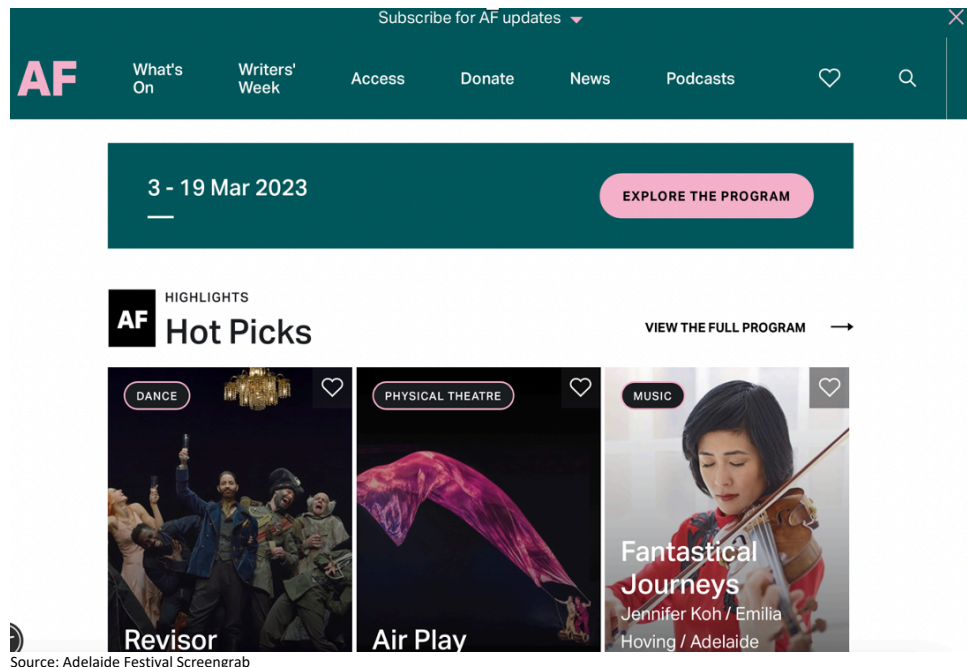 Subscribe for AF updates
AF
What's
On
Writers'
Week
Access
Donate
News
Podcasts
3 - 19 Mar 2023
EXPLORE THE PROGRAM
AF
HIGHLIGHTS
Hot Picks
VIEW THE FULL PROGRAM
DANCE
Revisor
PHYSICAL THEATRE
Air Play
MUSIC
Fantastical
Journeys
Jennifer Koh / Emilia
Hoving / Adelaide
Source: Adelaide Festival Screengrab